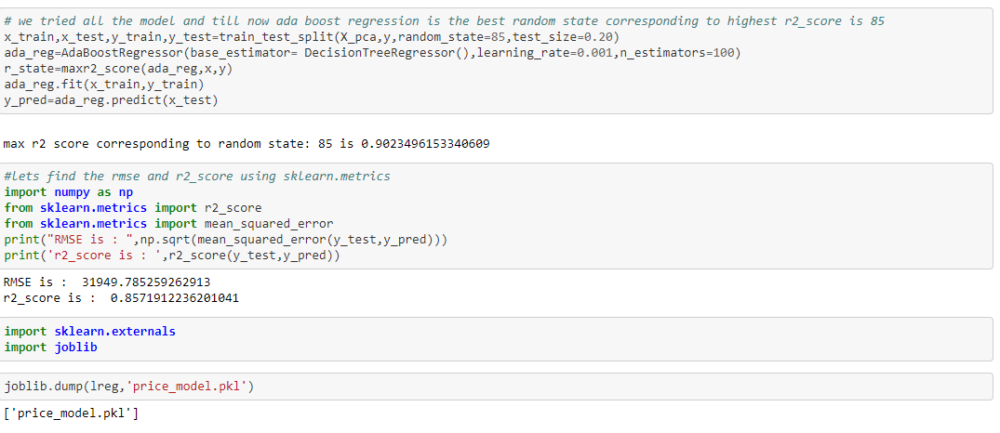 # we tried all the model and till now ada boost regression is the best random state corresponding to highest r2_score is 85
x_train,x_test,y_train,y_test=train_test_split(X_pca,y,random_state=85,test_size=0.20)
ada_reg=AdaBoostRegressor(base_estimator= DecisionTreeRegressor(),learning_rate=0.001,n_estimators=100)
r_state=maxr2_score(ada_reg,x,y)
ada_reg.fit(x_train,y_train)
y_pred=ada_reg.predict(x_test)
max r2 score corresponding to random state: 85 is 0.9023496153340609
#lets find the rmse and r2_score using sklearn.metrics
import numpy as np
from sklearn.metrics import r2_score
from sklearn.metrics import mean_squared_error
print("RMSE is : ",np.sqrt(mean_squared_error(y_test,y_pred)))
print('r2_score is : ',r2_score(y_test,y_pred))
RMSE is :  31949.785259262913
r2_score is :  0.8571912236201041
import sklearn.externals
import joblib
joblib.dump(lreg,'price_model.pkl')
['price_model.pkl']